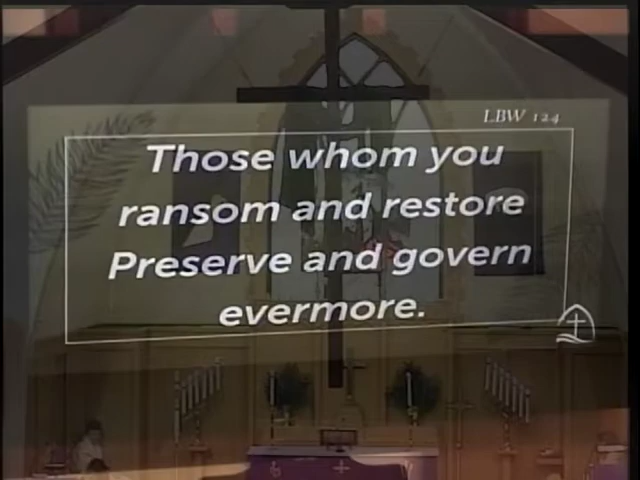 LBW 124
Those whom you
ransom and restore
Preserve and govern
evermore.